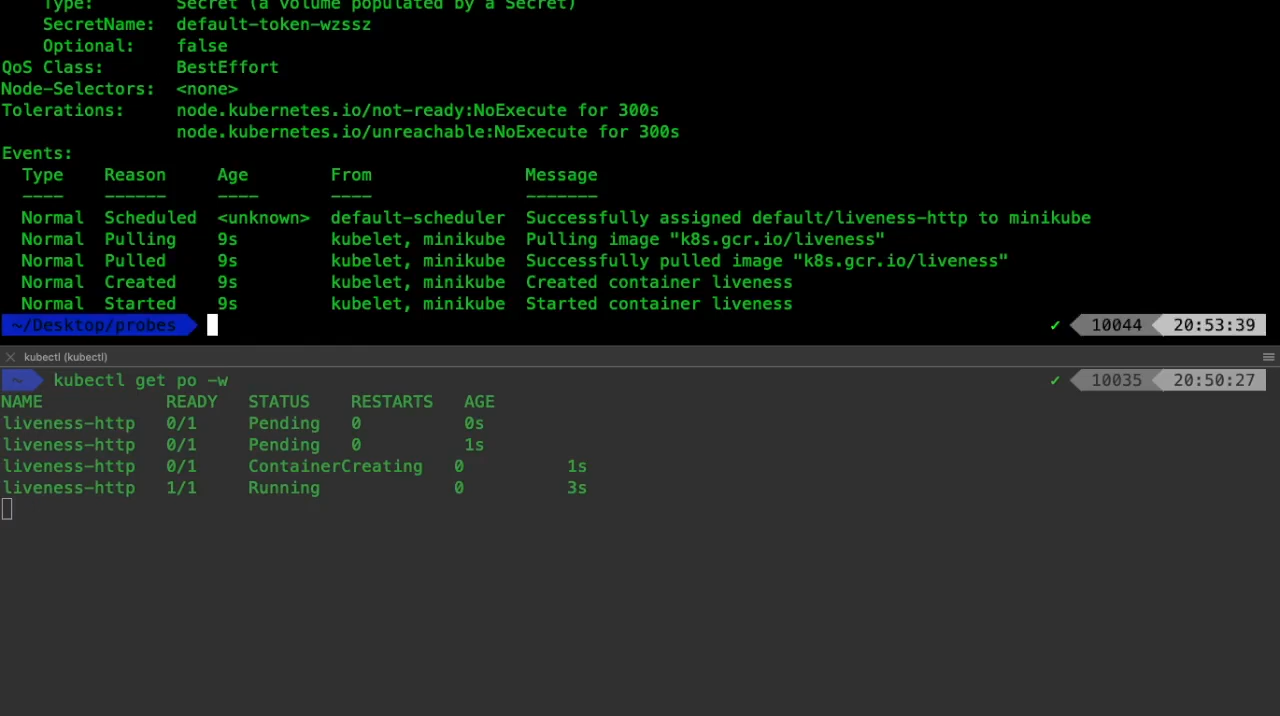 Type:        Secret (a volume populated by a Secret)
SecretName:  default-token-wzssz
Optional:    false
QoS Class:       BestEffort
Node-Selectors:  <none>
Tolerations:     node.kubernetes.io/not-ready:NoExecute for 300s
node.kubernetes.io/unreachable:NoExecute for 300s
Events:
Type    Reason     Age        From               Message
----    ------     ----       ----               -------
Normal  Scheduled  <unknown>  default-scheduler  Successfully assigned default/liveness-http to minikube
Normal  Pulling    9s         kubelet, minikube  Pulling image "k8s.gcr.io/liveness"
Normal  Pulled     9s         kubelet, minikube  Successfully pulled image "k8s.gcr.io/liveness"
Normal  Created    9s         kubelet, minikube  Created container liveness
Normal  Started    9s         kubelet, minikube  Started container liveness
~/Desktop/probes ✓ 10044 20:53:39
kubectl (kubectl)
~ kubectl get po -w ✓ 10035 20:50:27
NAME            READY   STATUS    RESTARTS   AGE
liveness-http   0/1     Pending   0          0s
liveness-http   0/1     Pending   0          1s
liveness-http   0/1     ContainerCreating   0          1s
liveness-http   1/1     Running             0          3s